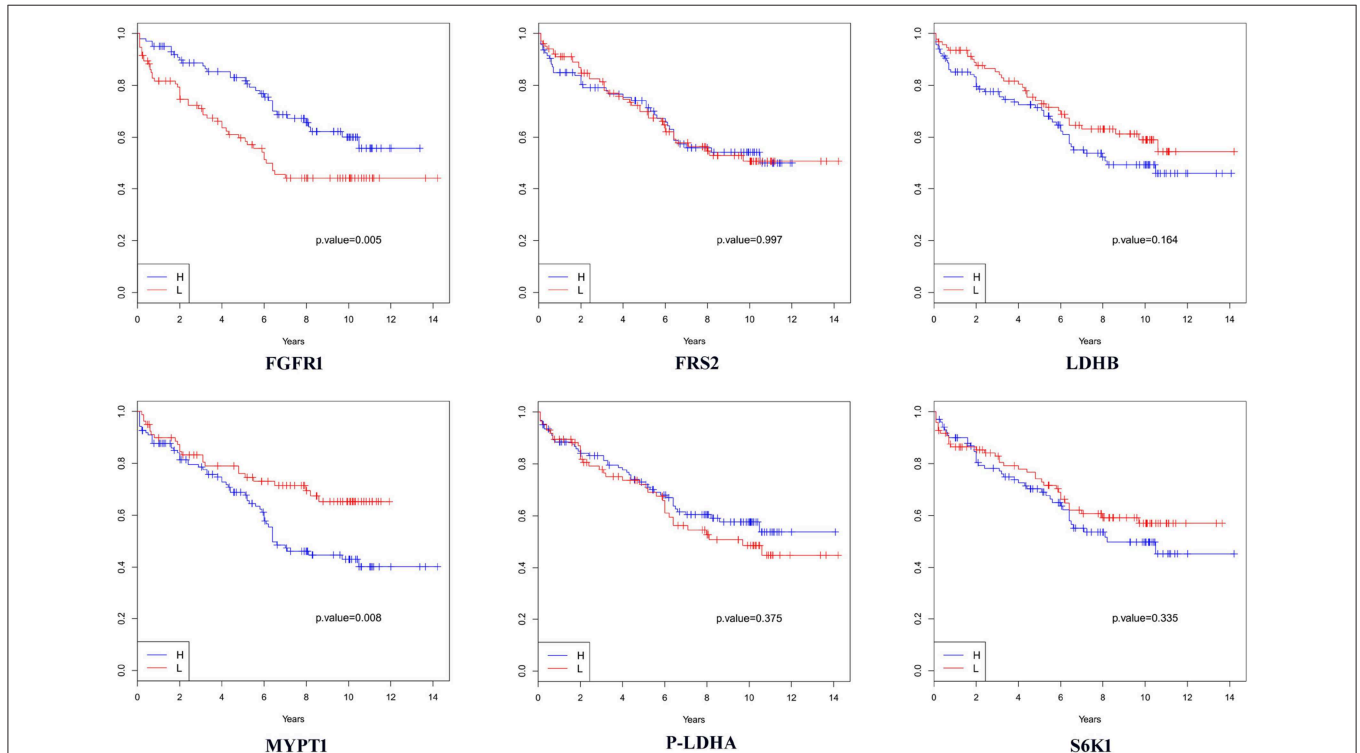 1.0
0.8
0.6
0.4
0.2
0.0
p.value=0.005
H
L
0 2 4 6 8 10 12 14
Years
FGFR1
1.0
0.8
0.6
0.4
0.2
0.0
p.value=0.997
H
L
0 2 4 6 8 10 12 14
Years
FRS2
1.0
0.8
0.6
0.4
0.2
0.0
p.value=0.164
H
L
0 2 4 6 8 10 12 14
Years
LDHB
1.0
0.8
0.6
0.4
0.2
0.0
p.value=0.008
H
L
0 2 4 6 8 10 12 14
Years
MYPT1
1.0
0.8
0.6
0.4
0.2
0.0
p.value=0.375
H
L
0 2 4 6 8 10 12 14
Years
P-LDHA
1.0
0.8
0.6
0.4
0.2
0.0
p.value=0.335
H
L
0 2 4 6 8 10 12 14
Years
S6K1